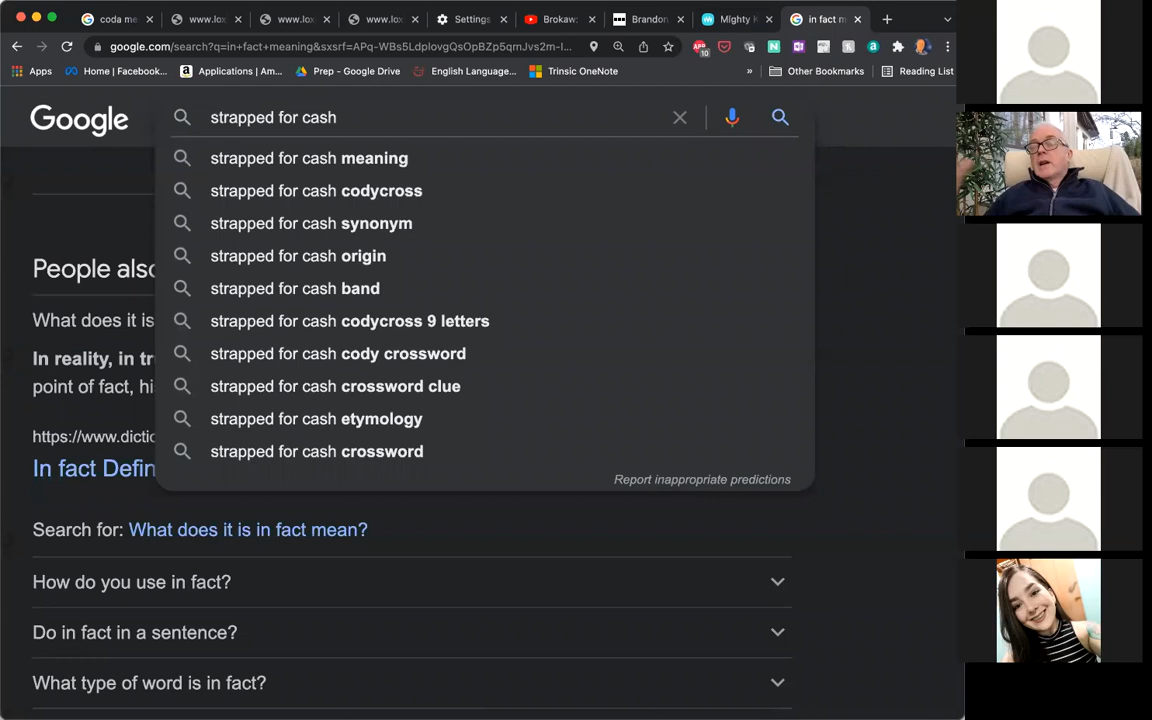 coda me
www.lox
www.lox
www.lox
Settings
Brokaw:
Brandon
Mighty K
in fact m
google.com/search?q=in+fact+meaning&sxsrf=APq-WBs5LdplovgQsOpBZp5qrnJvs2m-I...
10
Apps
Home | Facebook...
Applications | Am...
Prep - Google Drive
English Language...
Trinsic OneNote
»
Other Bookmarks
Reading List
Google
strapped for cash
strapped for cash meaning
strapped for cash codycross
strapped for cash synonym
strapped for cash origin
strapped for cash band
strapped for cash codycross 9 letters
strapped for cash cody crossword
strapped for cash crossword clue
strapped for cash etymology
strapped for cash crossword
Report inappropriate predictions
People also
What does it is
In reality, in tr
point of fact, hi
https://www.dictio
In fact Defin
Search for: What does it is in fact mean?
How do you use in fact?
Do in fact in a sentence?
What type of word is in fact?